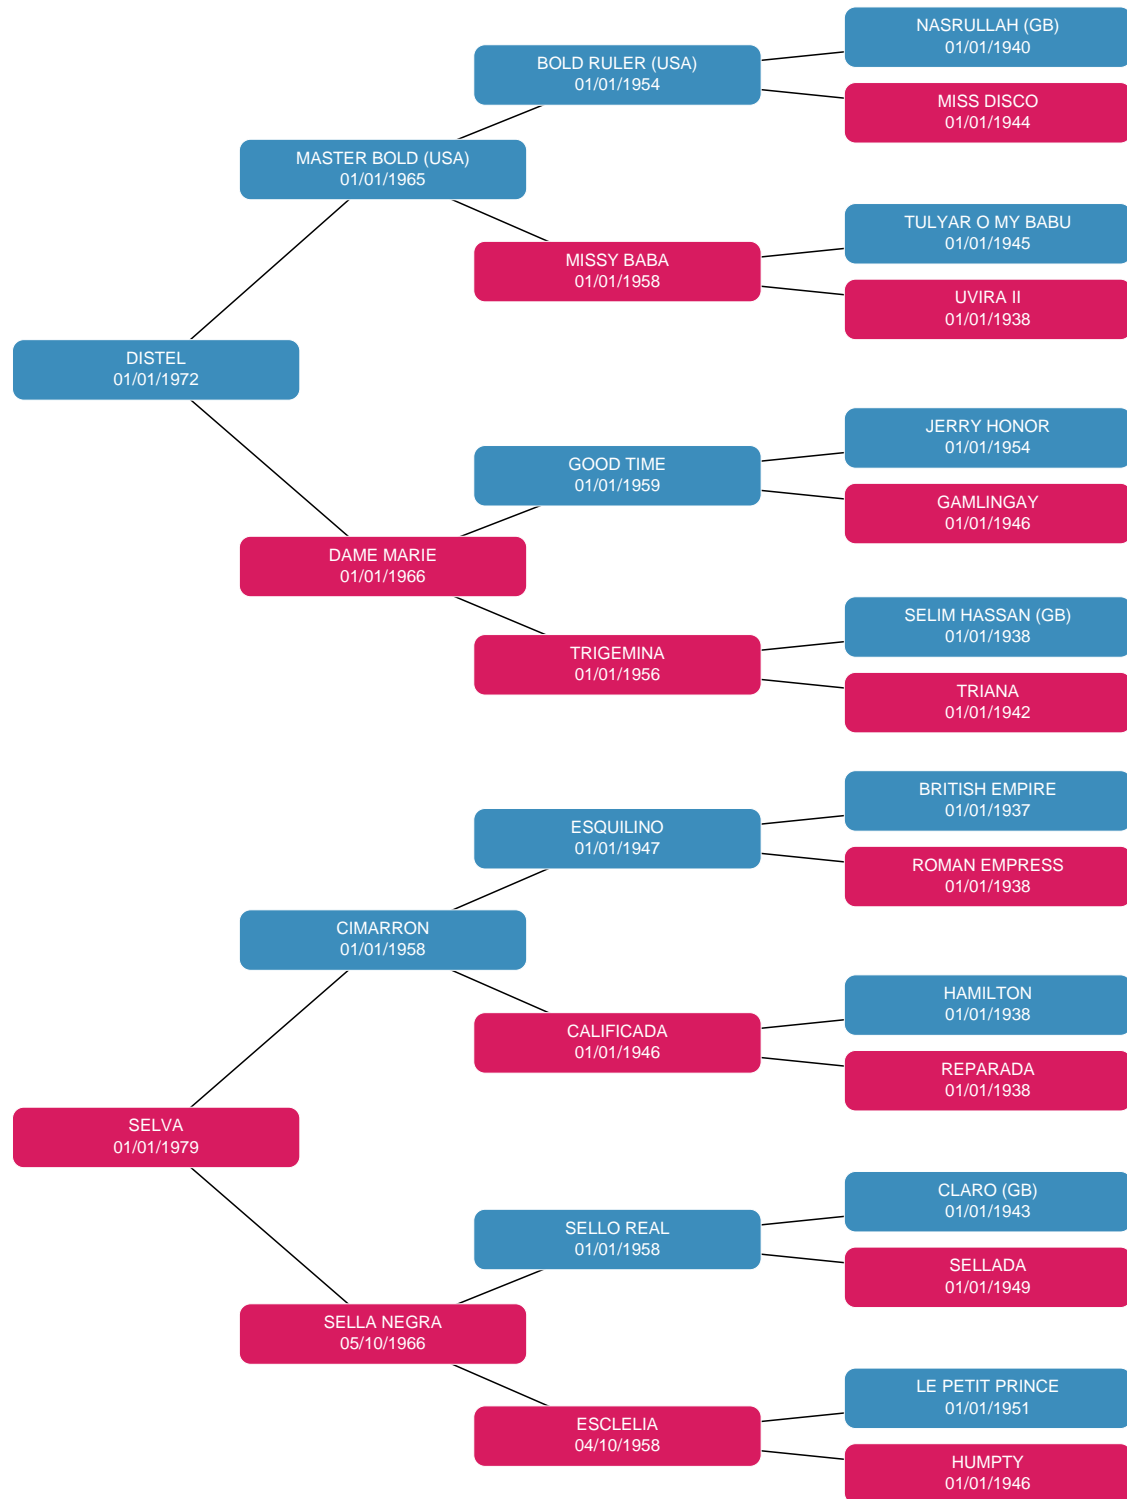 NASRULLAH (GB)
01/01/1940
BOLD RULER (USA)
01/01/1954
MISS DISCO
01/01/1944
MASTER BOLD (USA)
01/01/1965
TULYAR O MY BABU
01/01/1945
MISSY BABA
01/01/1958
UVIRA II
01/01/1938
DISTEL
01/01/1972
JERRY HONOR
01/01/1954
GOOD TIME
01/01/1959
GAMLINGAY
01/01/1946
DAME MARIE
01/01/1966
SELIM HASSAN (GB)
01/01/1938
TRIGEMINA
01/01/1956
TRIANA
01/01/1942
BRITISH EMPIRE
01/01/1937
ESQUILINO
01/01/1947
ROMAN EMPRESS
01/01/1938
CIMARRON
01/01/1958
HAMILTON
01/01/1938
CALIFICADA
01/01/1946
REPARADA
01/01/1938
SELVA
01/01/1979
CLARO (GB)
01/01/1943
SELLO REAL
01/01/1958
SELLADA
01/01/1949
SELLA NEGRA
05/10/1966
LE PETIT PRINCE
01/01/1951
ESCLELIA
04/10/1958
HUMPTY
01/01/1946